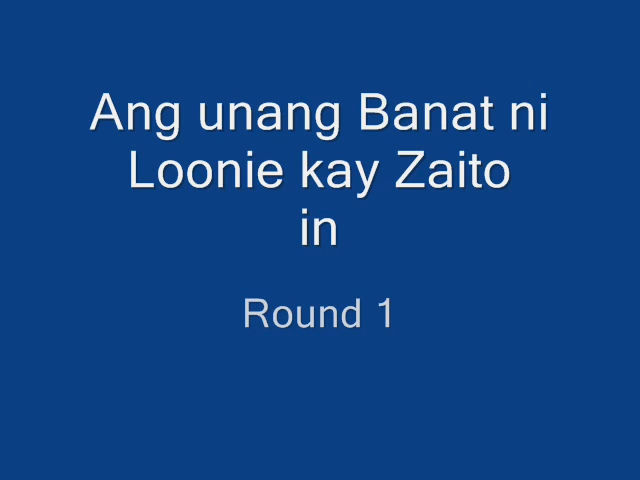 Ang unang Banat ni
Loonie kay Zaito
in
Round 1